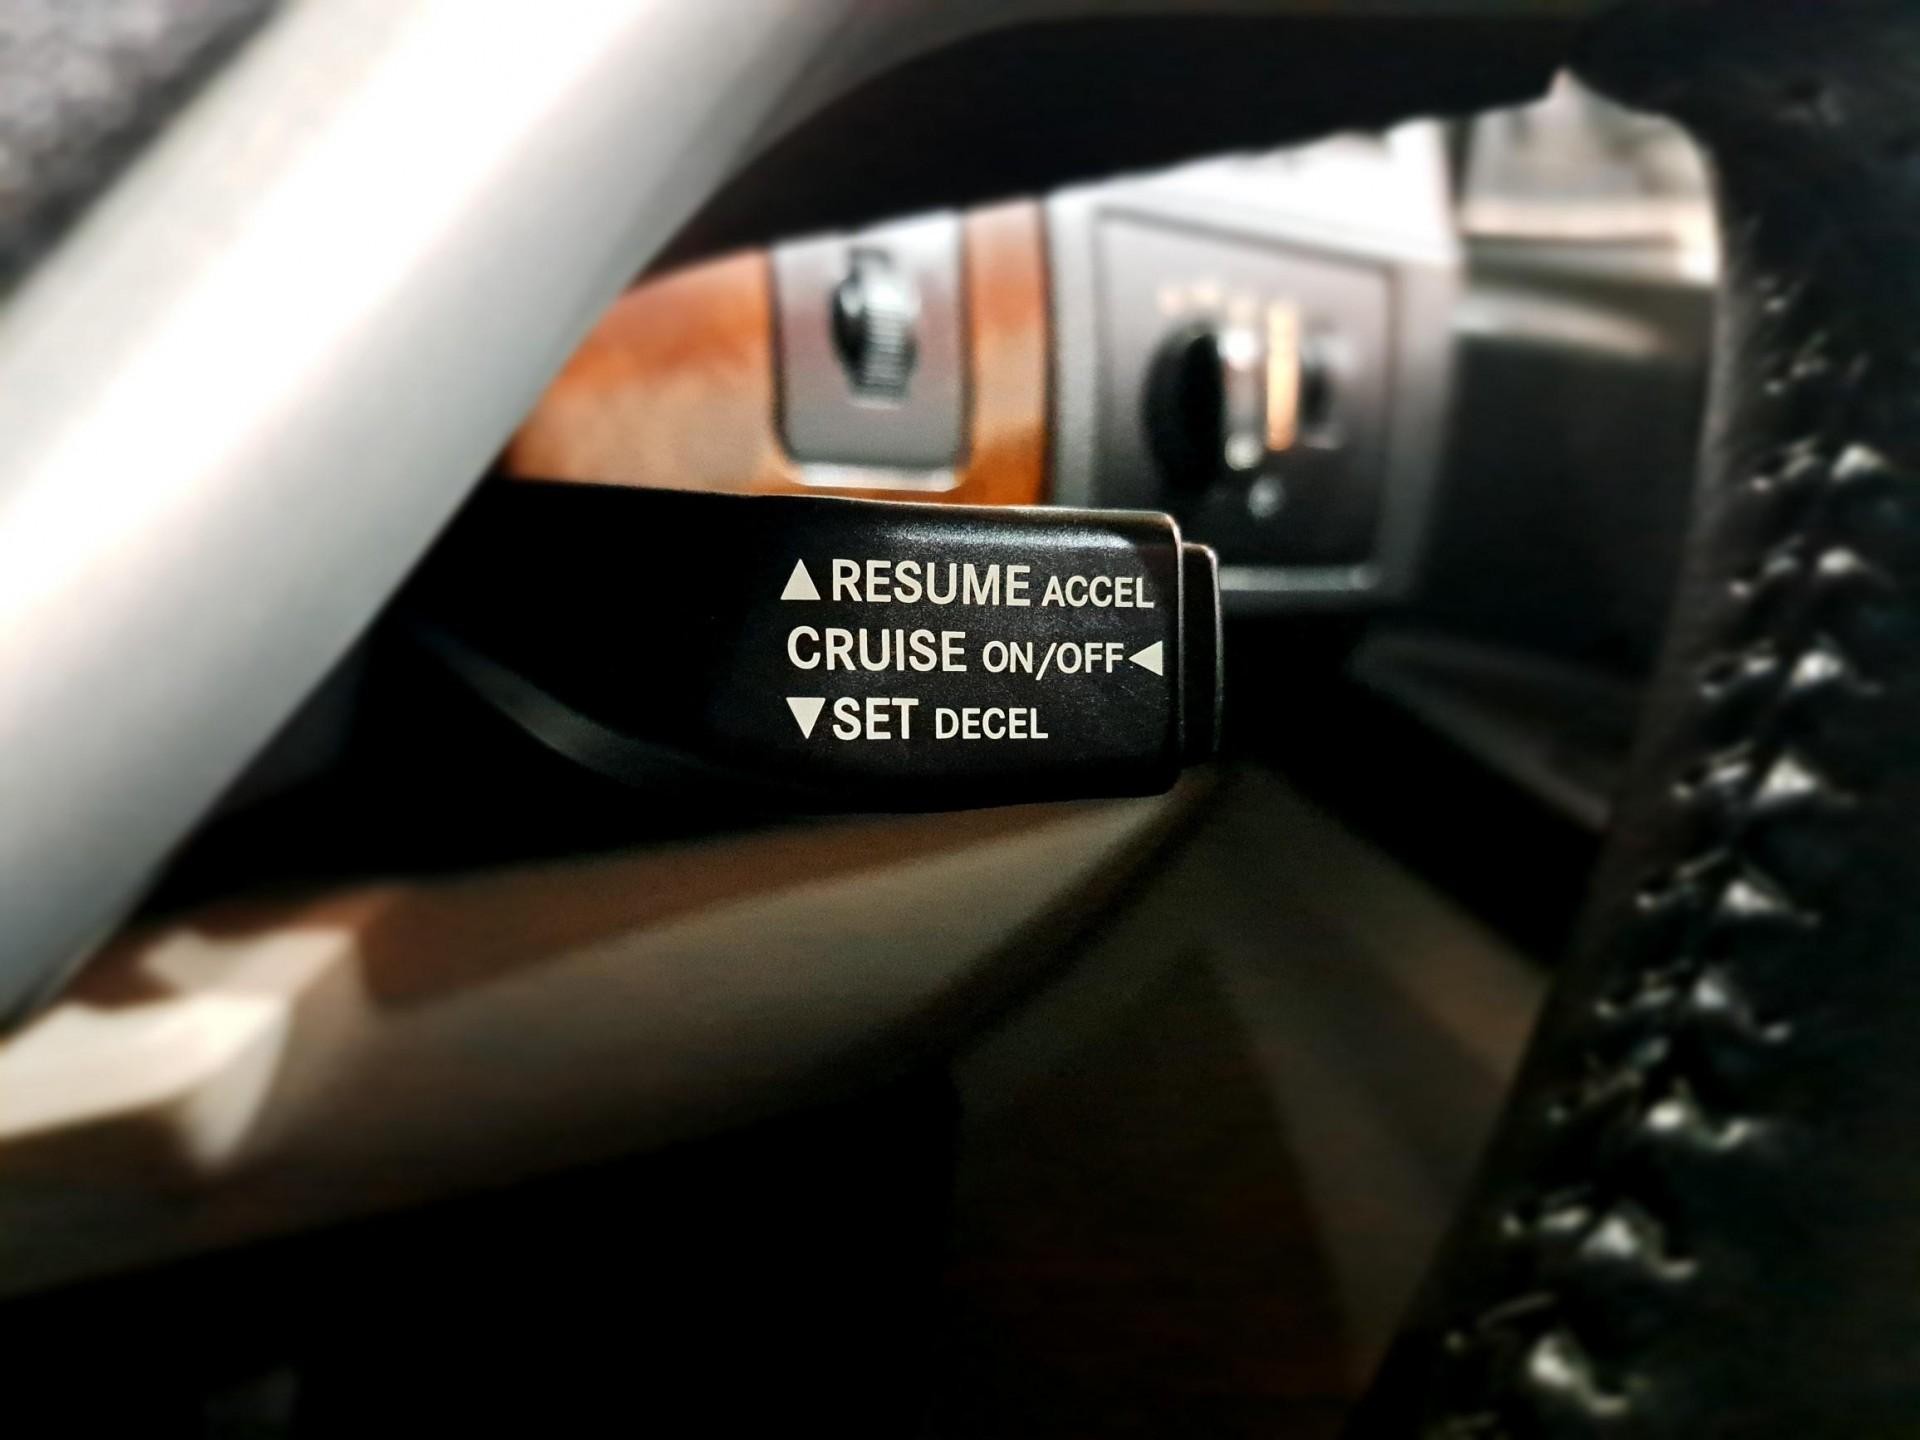 ▲RESUME ACCEL
CRUISE ON/OFF◀
▼SET DECEL